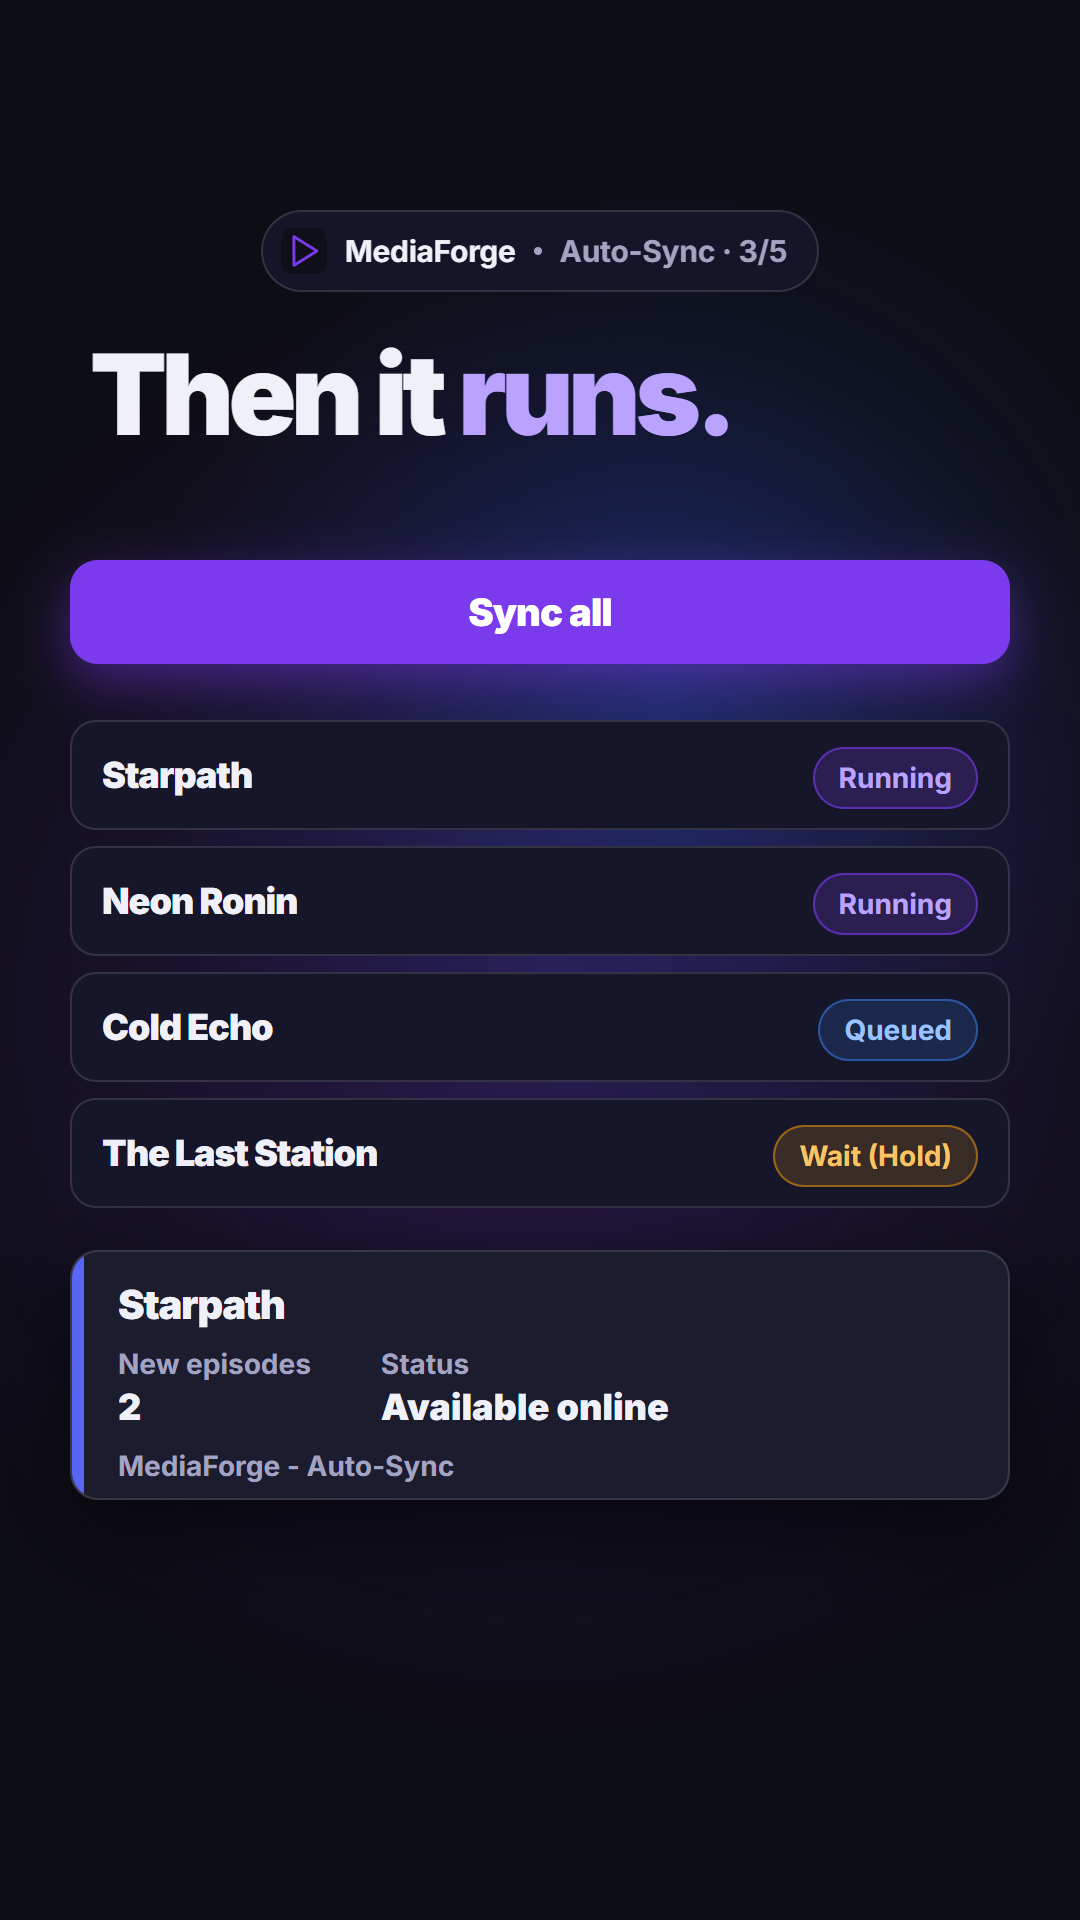 MediaForge • Auto-Sync · 3/5
Then it runs.
Sync all
Starpath
Running
Neon Ronin
Running
Cold Echo
Queued
The Last Station
Wait (Hold)
Starpath
New episodes
Status
2
Available online
MediaForge - Auto-Sync